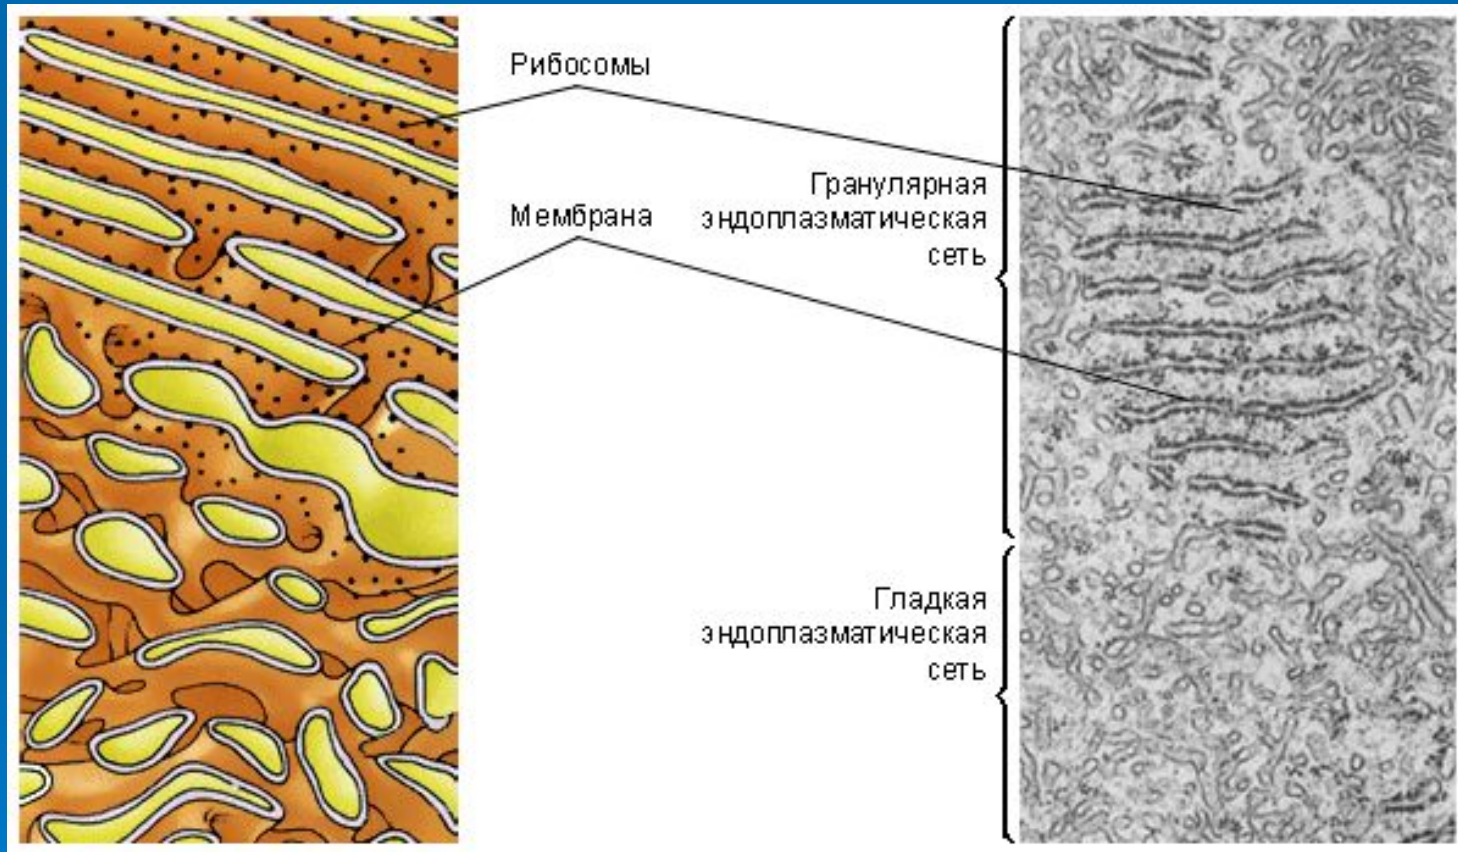 Рибосомы
Гранулярная
эндоплазматическая
сеть
Мембрана
Гладкая
эндоплазматическая
сеть